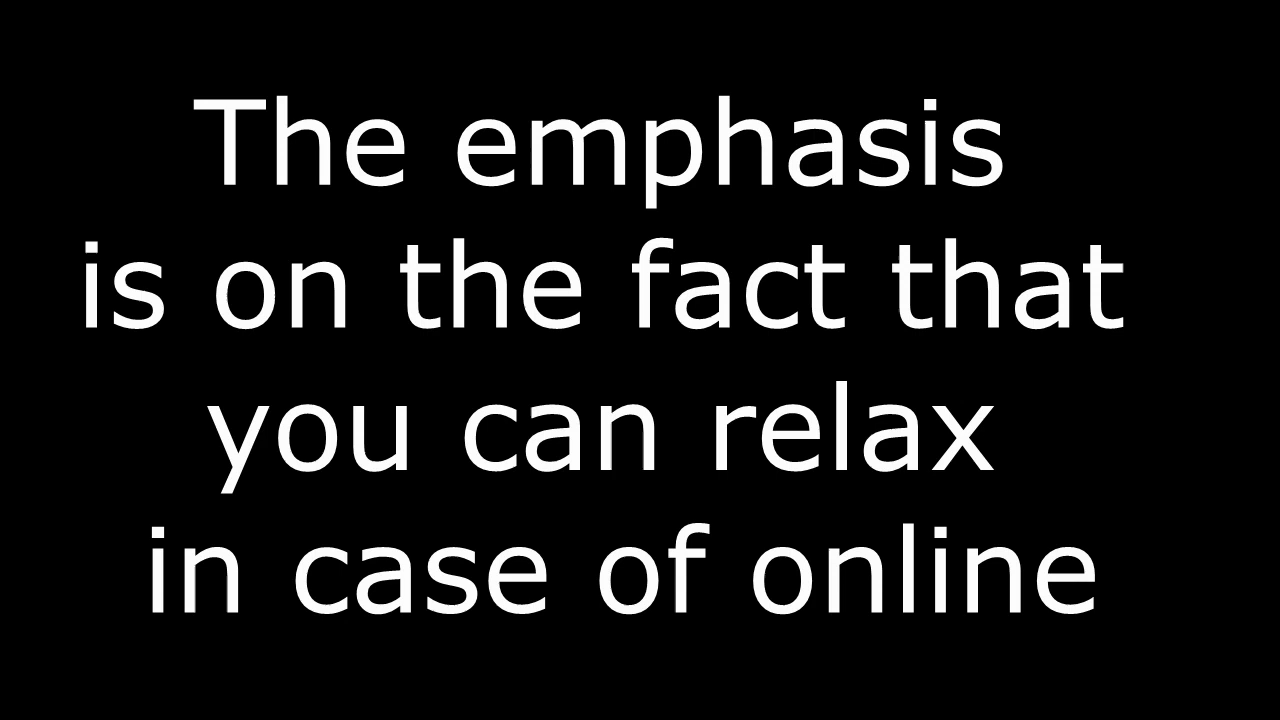 The emphasis
is on the fact that
you can relax
in case of online